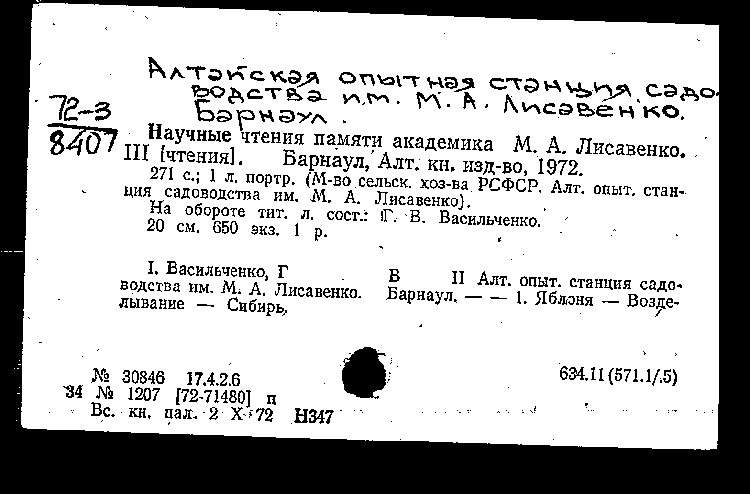 Алтайская опытная станция садо-
водства им. М. А. Лисавенко.
Барнаул.
72-3
8407
Научные чтения памяти академика М. А. Лисавенко.
III [чтения]. Барнаул, Алт. кн. изд-во, 1972.
271 с.; 1 л. портр. (М-во сельск. хоз-ва РСФСР. Алт. опыт. стан-
ция садоводства им. М. А. Лисавенко).
На обороте тит. л. сост.: Г. В. Васильченко.
20 см. 650 экз. 1 р.
I. Васильченко, Г В II Алт. опыт. станция садо-
водства им. М. А. Лисавенко. Барнаул. — — 1. Яблоня — Возде-
лывание — Сибирь.
№ 30846 17.4.2.6 634.11 (571.1/.5)
34 № 1207 [72-71480] п
Вс. кн. пал. 2 X 72 Н347